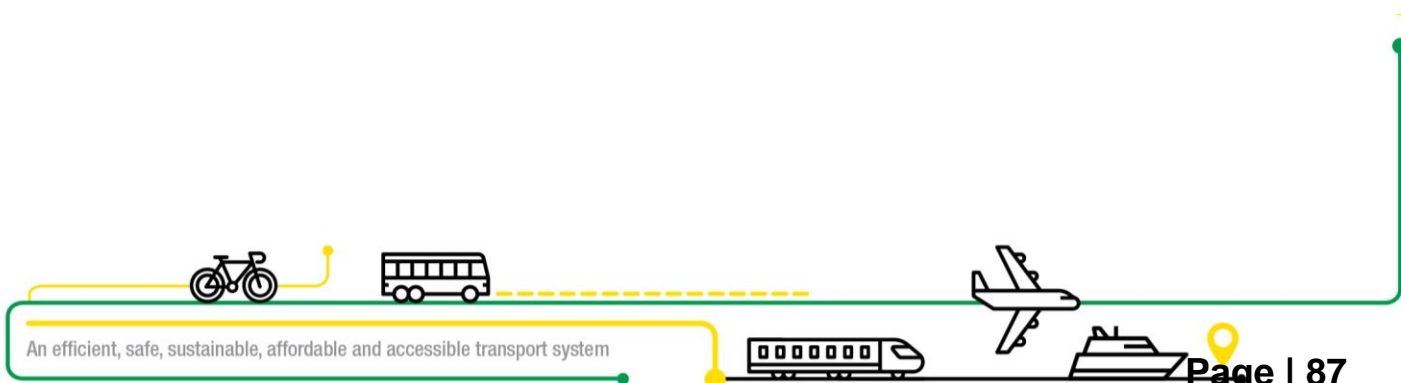 An efficient, safe, sustainable, affordable and accessible transport system
Page | 87